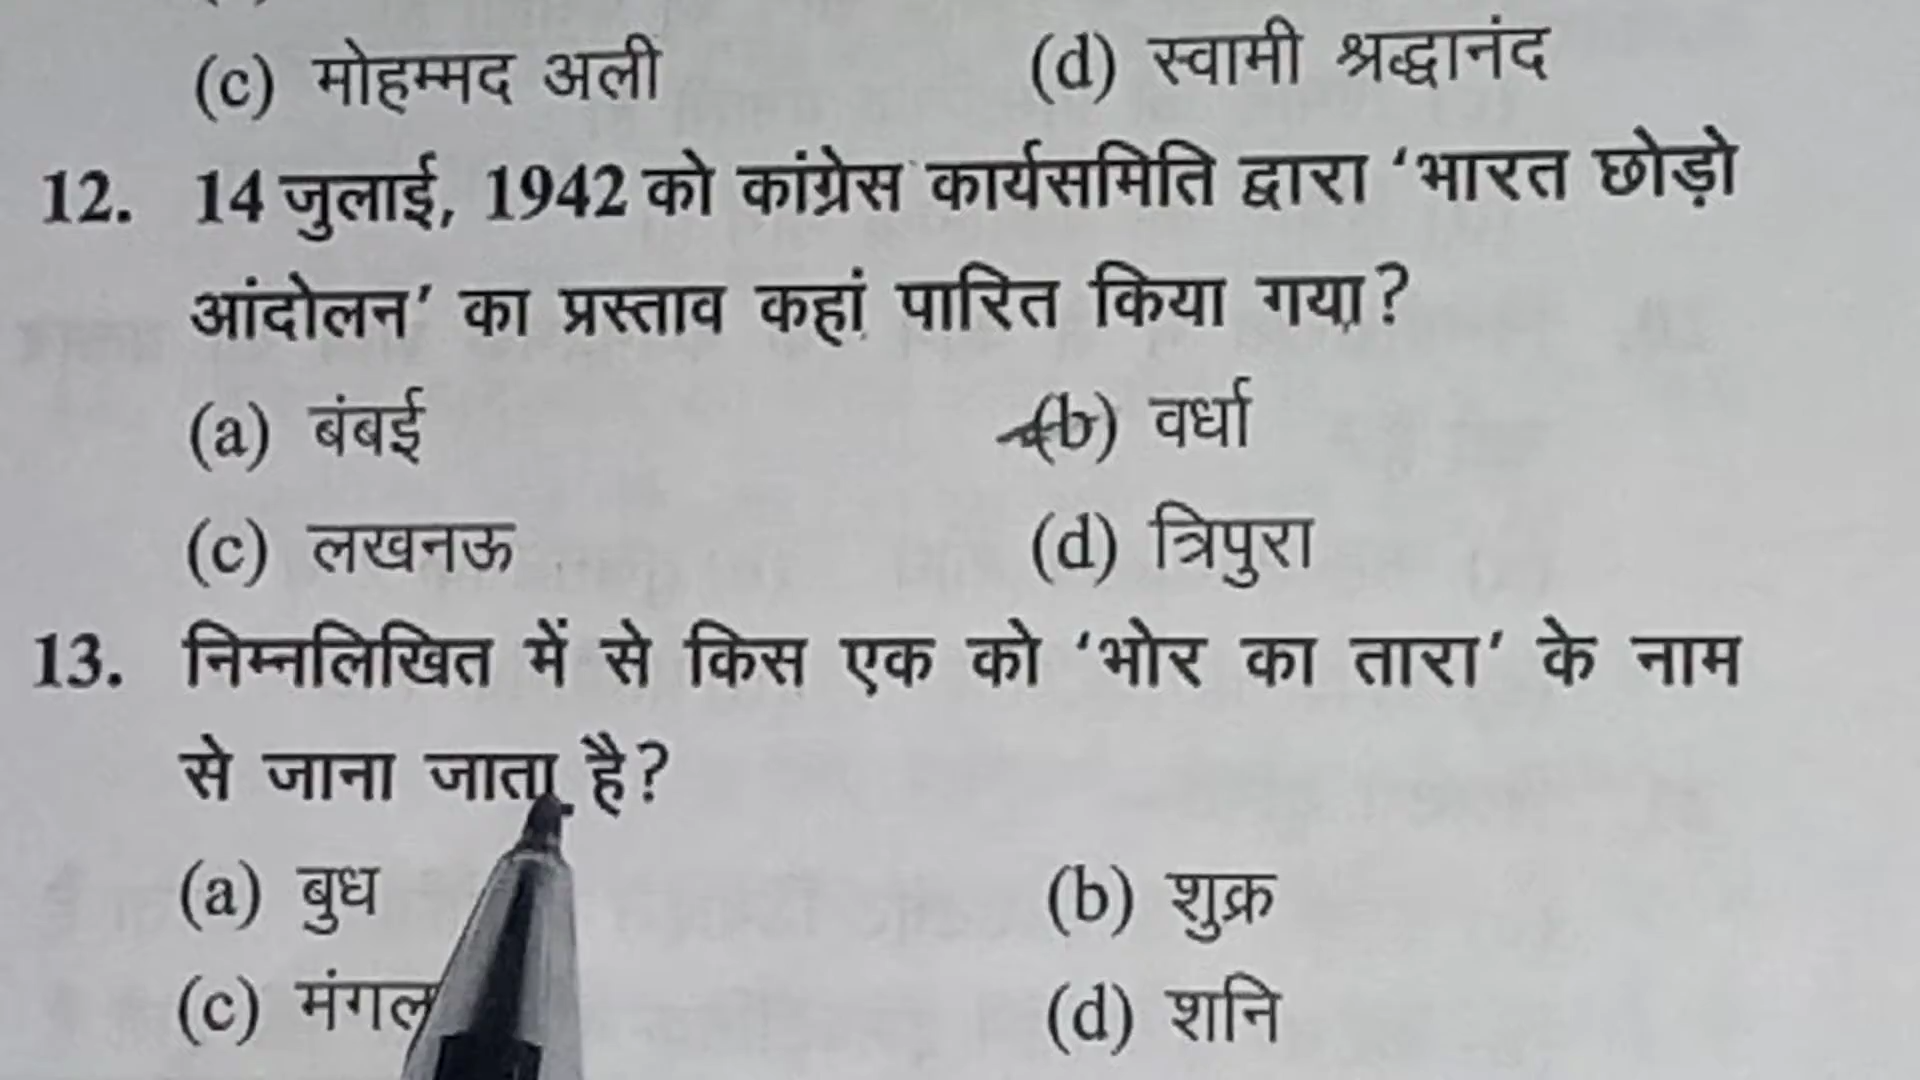 (c) मोहम्मद अली (d) स्वामी श्रद्धानंद
12. 14 जुलाई, 1942 को कांग्रेस कार्यसमिति द्वारा ‘भारत छोड़ो
आंदोलन’ का प्रस्ताव कहां पारित किया गया?
(a) बंबई (b) वर्धा
(c) लखनऊ (d) त्रिपुरा
13. निम्नलिखित में से किस एक को ‘भोर का तारा’ के नाम
से जाना जाता है?
(a) बुध (b) शुक्र
(c) मंगल (d) शनि